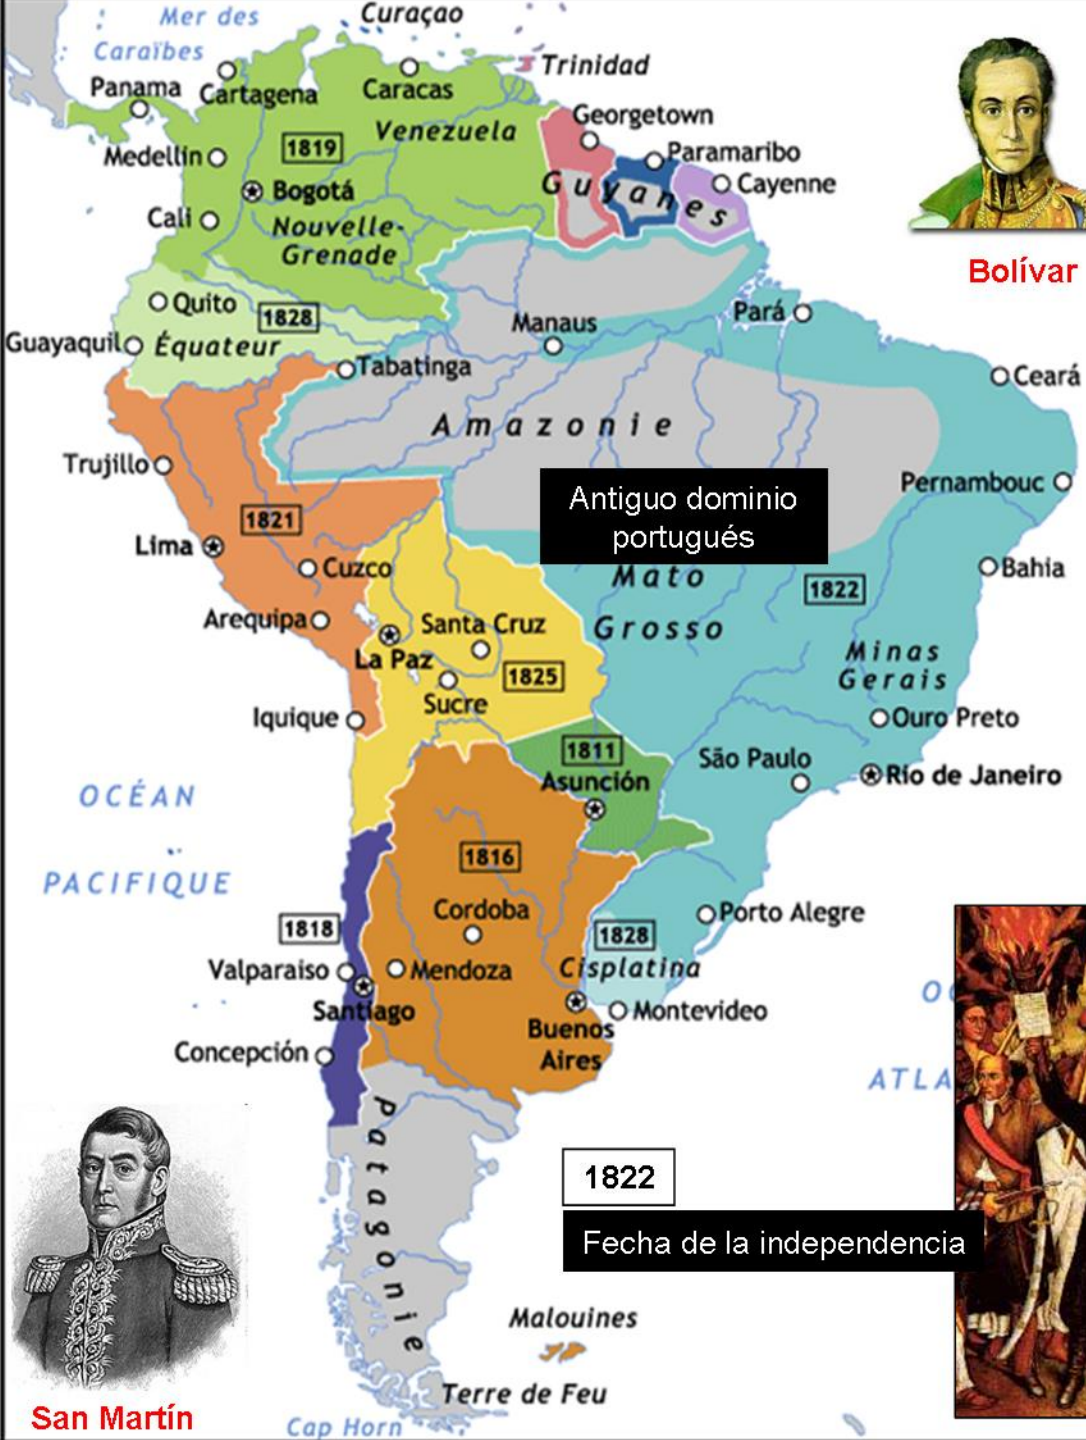 Mer des
Caraïbes
Curaçao
Trinidad
Panama
Cartagena
Caracas
Venezuela
Georgetown
Medellin
1819
Paramaribo
Bogotá
Guyanes
Cayenne
Cali
Nouvelle-
Grenade
Bolívar
Quito
1828
Guayaquil
Équateur
Manaus
Pará
Tabatinga
Ceará
Amazonie
Trujillo
Pernambouc
Antiguo dominio
portugués
1821
Lima
Cuzco
Bahia
Mato
Grosso
1822
Arequipa
Santa Cruz
La Paz
1825
Minas
Gerais
Sucre
Iquique
Ouro Preto
1811
Asunción
São Paulo
Rio de Janeiro
OCÉAN
PACIFIQUE
1816
Cordoba
Porto Alegre
1818
1828
Cisplatina
Valparaiso
Mendoza
Santiago
Montevideo
Buenos
Aires
Concepción
O
ATLA
Patagonie
1822
Fecha de la independencia
Malouines
Terre de Feu
San Martín
Cap Horn